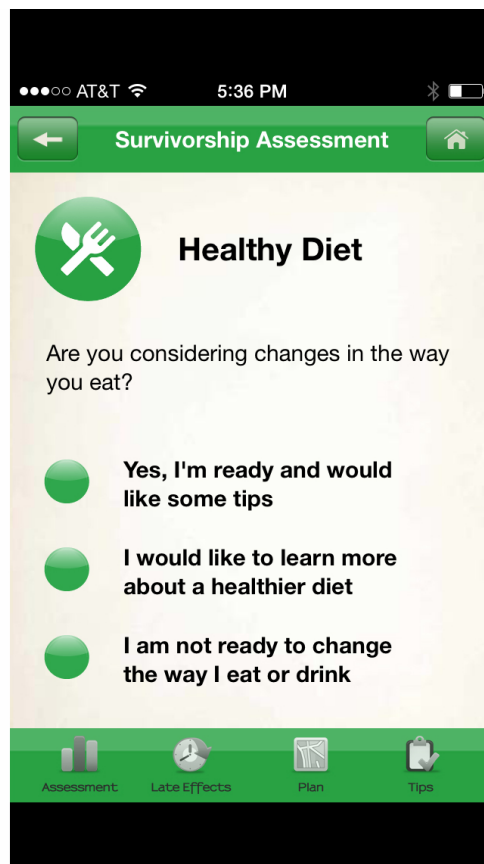 AT&T 5:36 PM
Survivorship Assessment
Healthy Diet
Are you considering changes in the way
you eat?
Yes, I'm ready and would
like some tips
I would like to learn more
about a healthier diet
I am not ready to change
the way I eat or drink
Assessment Late Effects Plan Tips